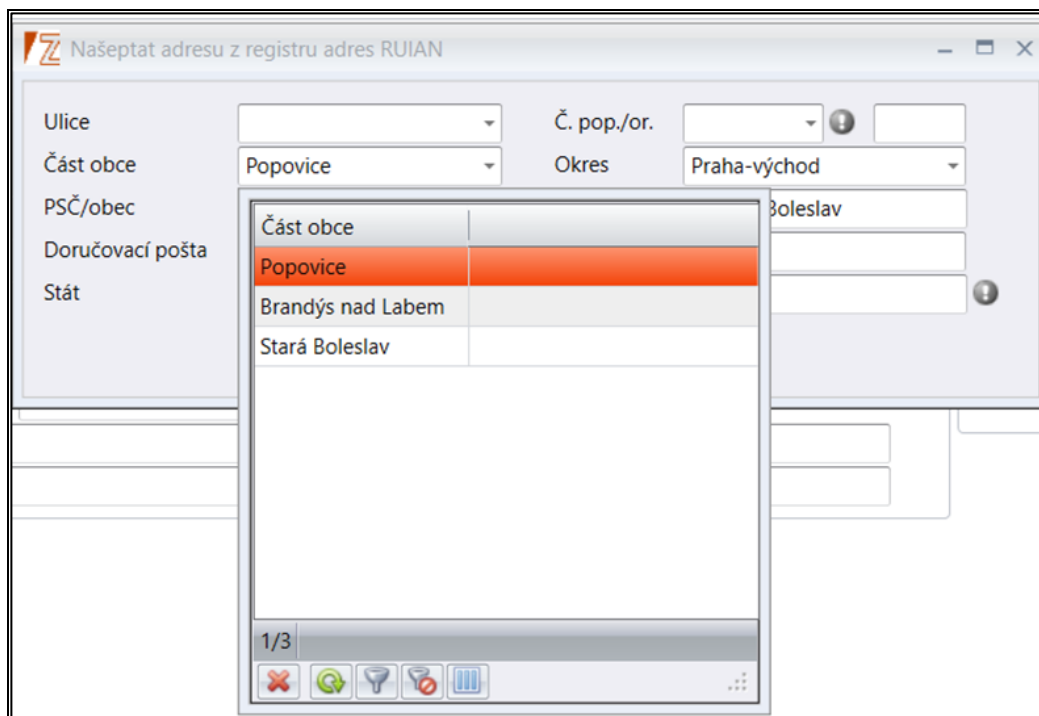 Našeptat adresu z registru adres RUIAN
Ulice Č. pop./or.
Část obce Popovice Okres Praha-východ
PSČ/obec Boleslav
Doručovací pošta
Stát
Část obce
Popovice
Brandýs nad Labem
Stará Boleslav
1/3